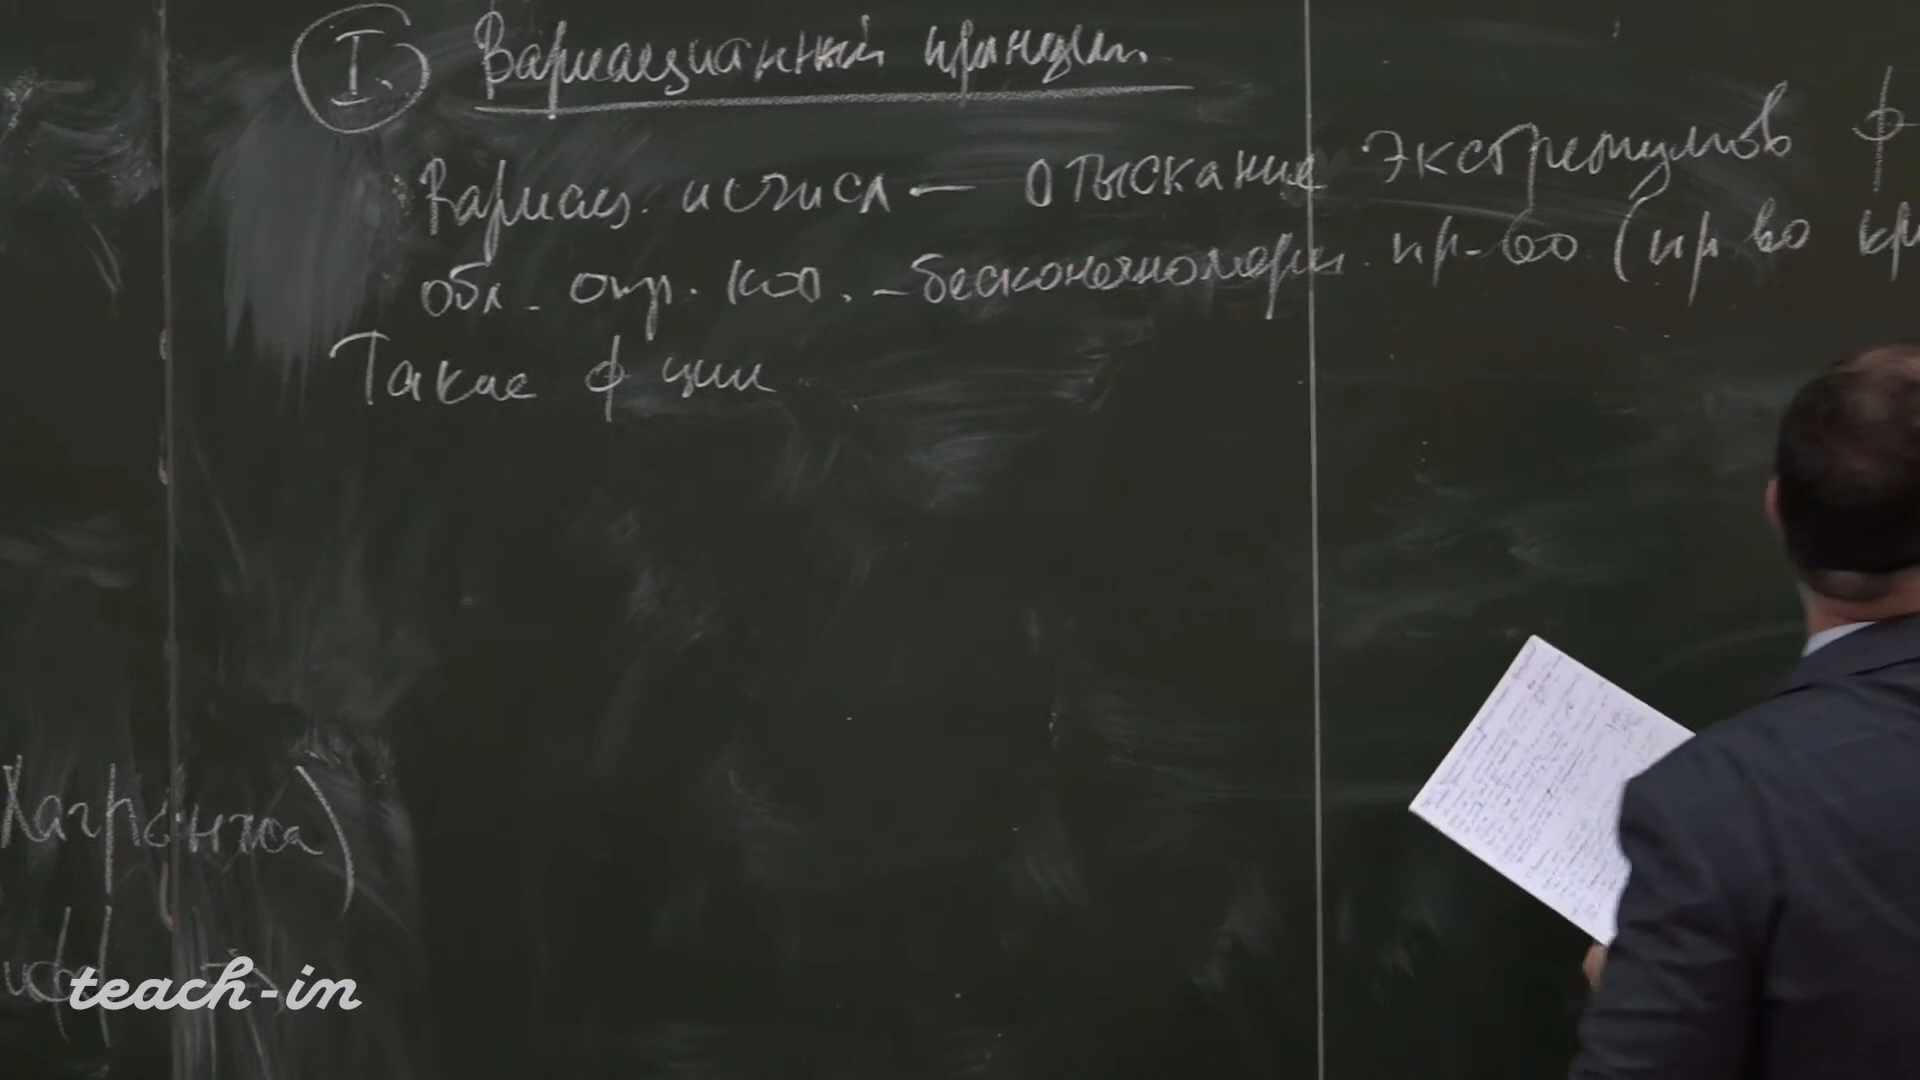 I. Вариационный принцип.
Вариац. исчисл — отыскание экстремумов ф
обл. опр. кот. – бесконечномерн. пр-во (пр-во кр
Такие ф ции
Лагранжа)
teach-in